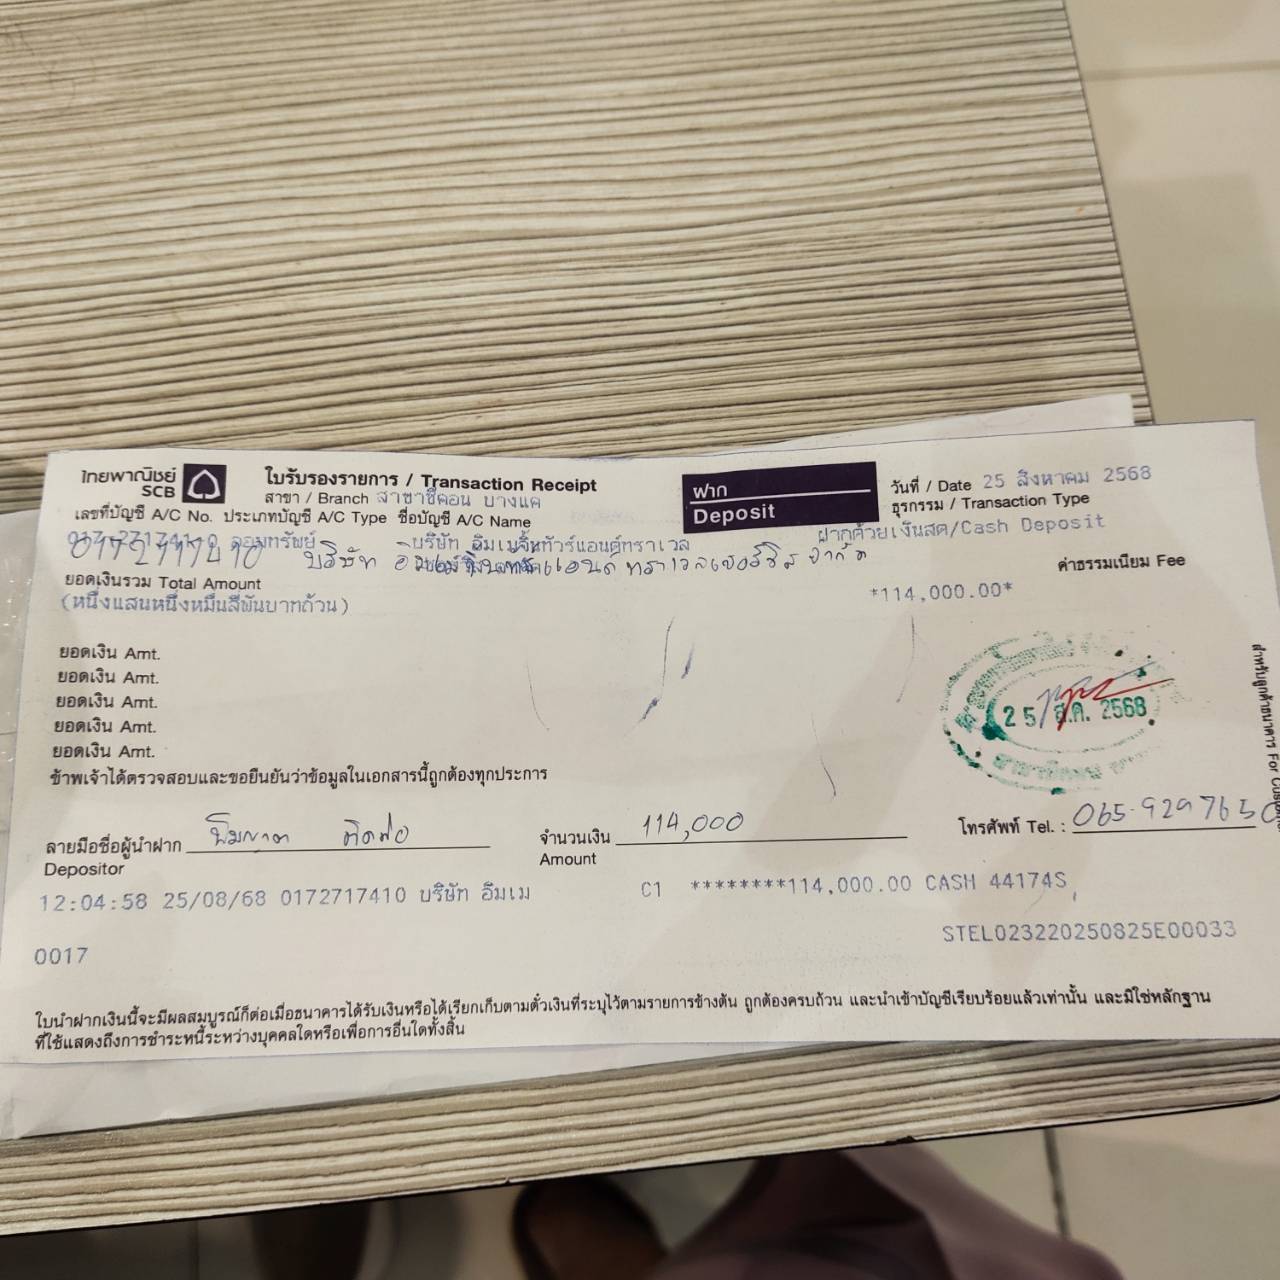 ไทยพาณิชย์
SCB
ใบรับรองรายการ / Transaction Receipt
สาขา / Branch สาขาซีคอน บางแค
ฝาก
Deposit
วันที่ / Date 25 สิงหาคม 2568
ธุรกรรม / Transaction Type
ฝากด้วยเงินสด/Cash Deposit
เลขที่บัญชี A/C No. ประเภทบัญชี A/C Type ชื่อบัญชี A/C Name
ออมทรัพย์ บริษัท อิมเมจิ้นทัวร์แอนด์ทราเวล
0172717410 บริษัท
จำกัด
ยอดเงินรวม Total Amount
ค่าธรรมเนียม Fee
(หนึ่งแสนหนึ่งหมื่นสี่พันบาทถ้วน)
*114,000.00*
ยอดเงิน Amt.
ยอดเงิน Amt.
ยอดเงิน Amt.
ยอดเงิน Amt.
ยอดเงิน Amt.
25 ส.ค. 2568
ข้าพเจ้าได้ตรวจสอบและขอยืนยันว่าข้อมูลในเอกสารนี้ถูกต้องทุกประการ
ลายมือชื่อผู้นำฝาก
Depositor
จำนวนเงิน 114,000
Amount
โทรศัพท์ Tel. : 065-9297650
12:04:58 25/08/68 0172717410 บริษัท อิมเม
C1 ********114,000.00 CASH 44174S
STEL023220250825E00033
0017
ใบนำฝากเงินนี้จะมีผลสมบูรณ์ก็ต่อเมื่อธนาคารได้รับเงินหรือได้เรียกเก็บตามตั๋วเงินที่ระบุไว้ตามรายการข้างต้น ถูกต้องครบถ้วน และนำเข้าบัญชีเรียบร้อยแล้วเท่านั้น และมิใช่หลักฐาน
ที่ใช้แสดงถึงการชำระหนี้ระหว่างบุคคลใดหรือเพื่อการอื่นใดทั้งสิ้น
สำหรับลูกค้าธนาคาร For